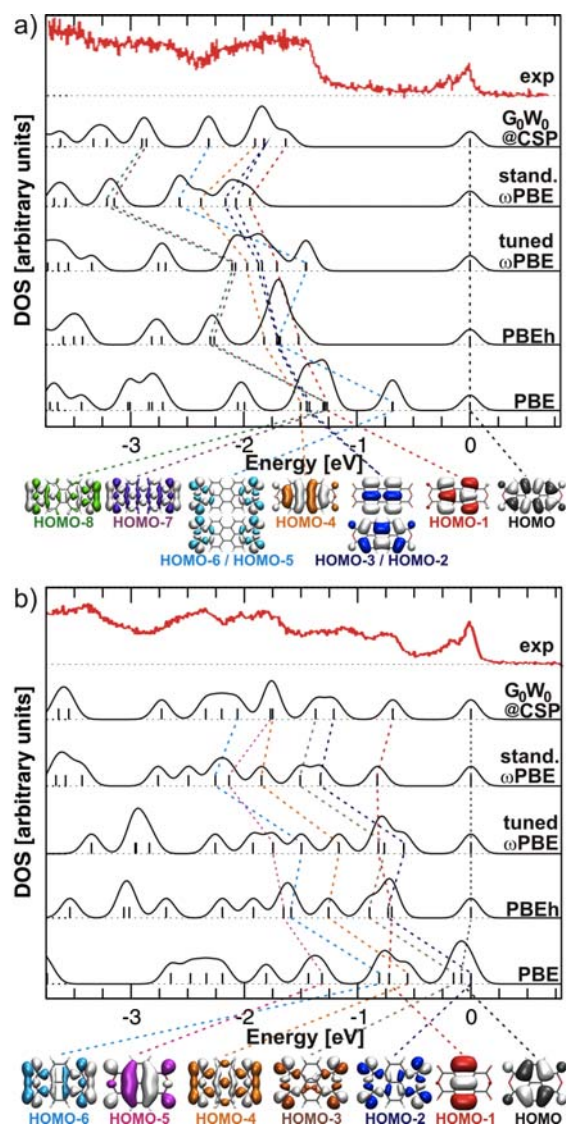 a)
exp
G₀W₀
@CSP
stand.
ωPBE
tuned
ωPBE
PBEh
PBE
DOS [arbitrary units]
-3 -2 -1 0
Energy [eV]
HOMO-8 HOMO-7 HOMO-4 HOMO-1 HOMO
HOMO-6 / HOMO-5 HOMO-3 / HOMO-2
b)
exp
G₀W₀
@CSP
stand.
ωPBE
tuned
ωPBE
PBEh
PBE
DOS [arbitrary units]
-3 -2 -1 0
Energy [eV]
HOMO-6 HOMO-5 HOMO-4 HOMO-3 HOMO-2 HOMO-1 HOMO